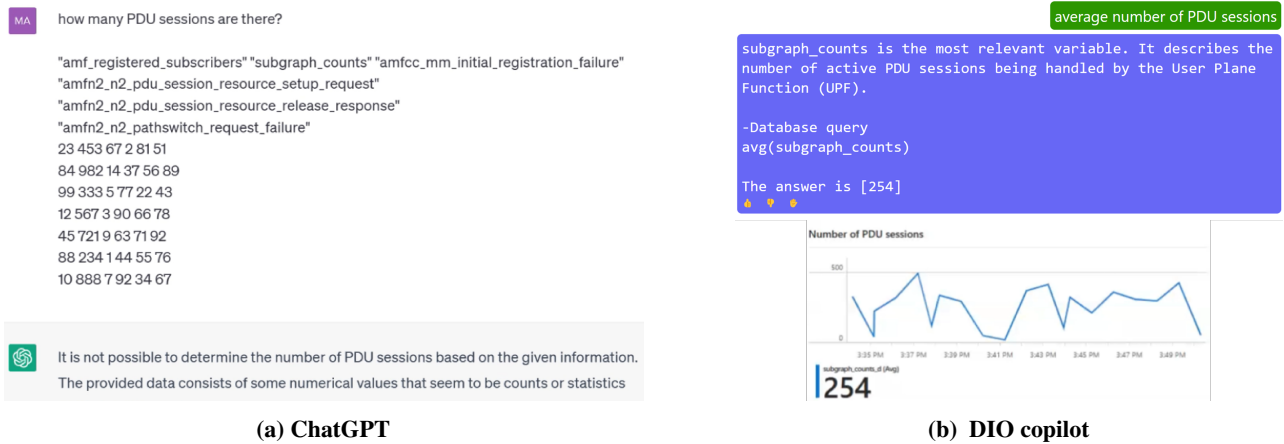 MA
how many PDU sessions are there?
"amf_registered_subscribers" "subgraph_counts" "amfcc_mm_initial_registration_failure"
"amfn2_n2_pdu_session_resource_setup_request"
"amfn2_n2_pdu_session_resource_release_response"
"amfn2_n2_pathswitch_request_failure"
23 453 67 2 81 51
84 982 14 37 56 89
99 333 5 77 22 43
12 567 3 90 66 78
45 721 9 63 71 92
88 234 1 44 55 76
10 888 7 92 34 67
It is not possible to determine the number of PDU sessions based on the given information.
The provided data consists of some numerical values that seem to be counts or statistics
(a) ChatGPT
average number of PDU sessions
subgraph_counts is the most relevant variable. It describes the
number of active PDU sessions being handled by the User Plane
Function (UPF).
-Database query
avg(subgraph_counts)
The answer is [254]
Number of PDU sessions
500
0
3:35 PM 3:37 PM 3:39 PM 3:41 PM 3:43 PM 3:45 PM 3:47 PM 3:49 PM
subgraph_counts_d (Avg)
254
(b) DIO copilot